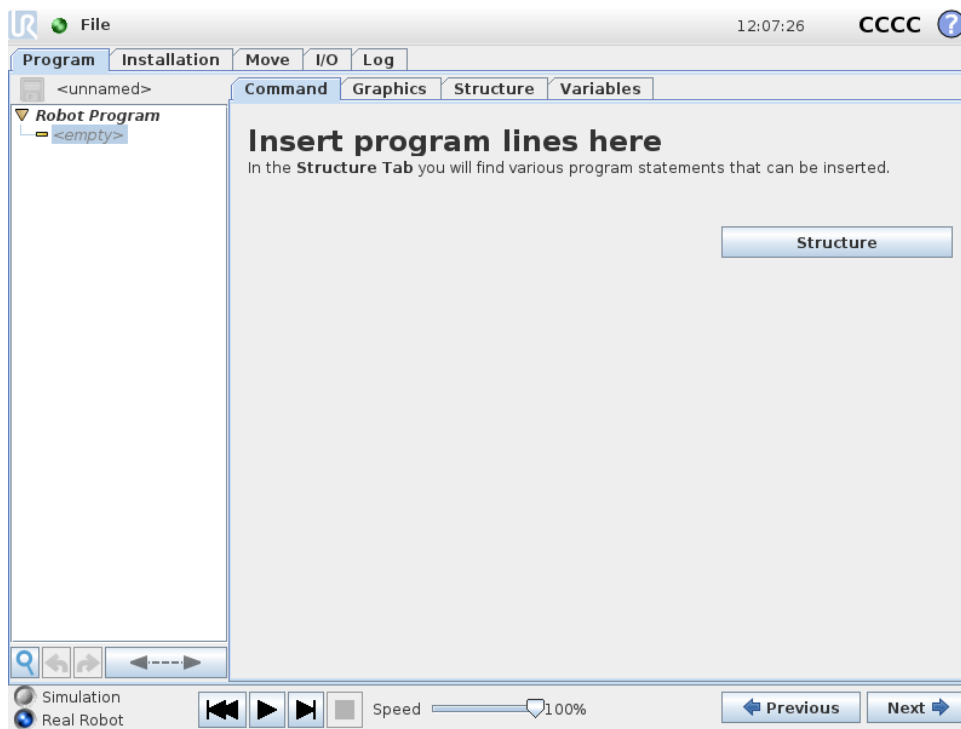 UR File 12:07:26 CCCC ?
Program Installation Move I/O Log
<unnamed>
Command Graphics Structure Variables
Robot Program
<empty>
Insert program lines here
In the Structure Tab you will find various program statements that can be inserted.
Structure
Simulation
Real Robot
Speed 100%
Previous Next